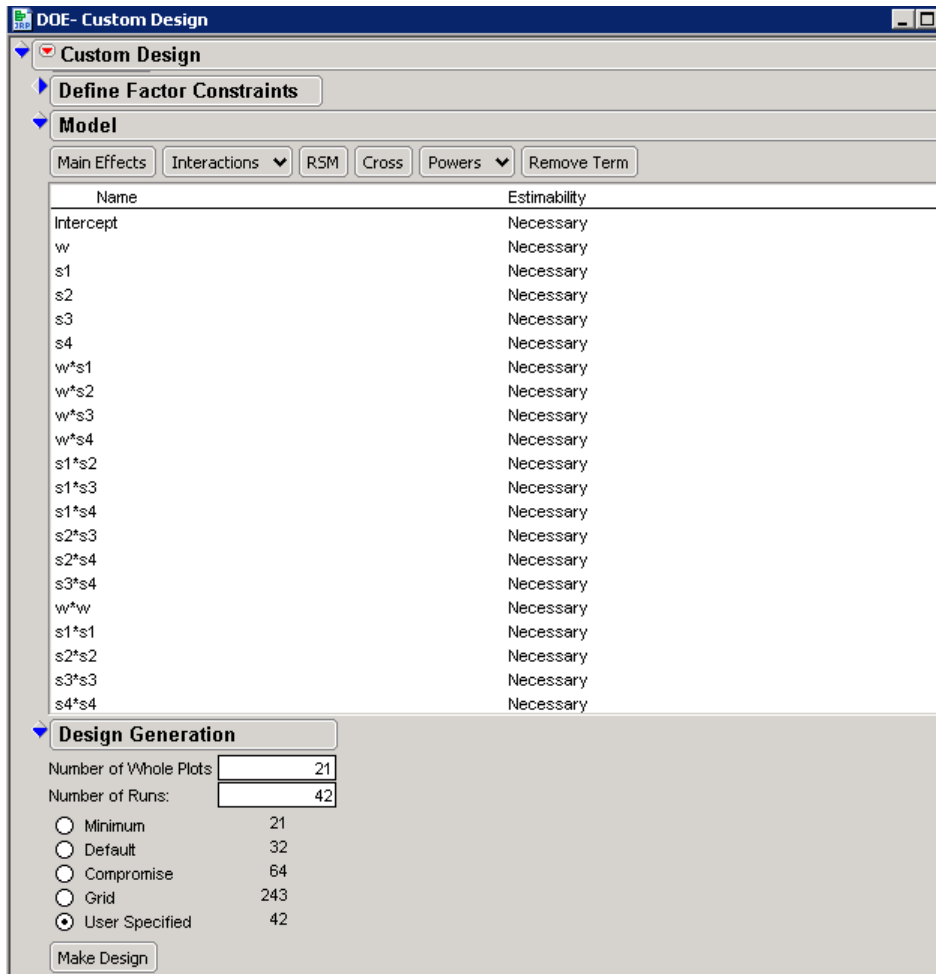 DOE- Custom Design
Custom Design
Define Factor Constraints
Model
Main Effects Interactions RSM Cross Powers Remove Term
Name Estimability
Intercept Necessary
w Necessary
s1 Necessary
s2 Necessary
s3 Necessary
s4 Necessary
w*s1 Necessary
w*s2 Necessary
w*s3 Necessary
w*s4 Necessary
s1*s2 Necessary
s1*s3 Necessary
s1*s4 Necessary
s2*s3 Necessary
s2*s4 Necessary
s3*s4 Necessary
w*w Necessary
s1*s1 Necessary
s2*s2 Necessary
s3*s3 Necessary
s4*s4 Necessary
Design Generation
Number of Whole Plots 21
Number of Runs: 42
Minimum 21
Default 32
Compromise 64
Grid 243
User Specified 42
Make Design